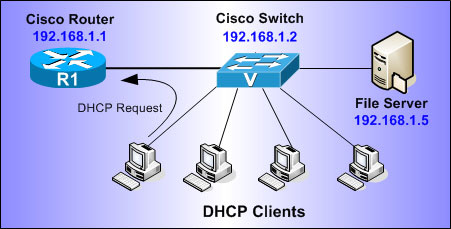 Cisco Router
192.168.1.1
Cisco Switch
192.168.1.2
R1
V
DHCP Request
File Server
192.168.1.5
DHCP Clients